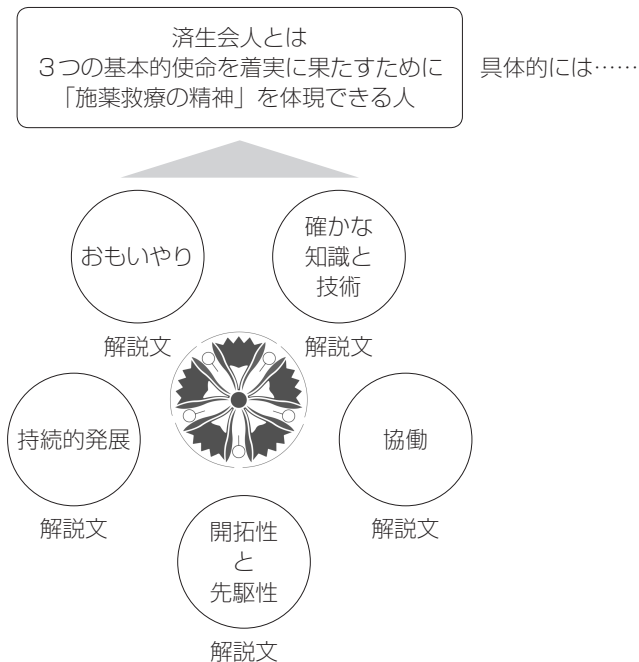 済生会人とは
３つの基本的使命を着実に果たすために
「施薬救療の精神」を体現できる人
具体的には……
おもいやり
解説文
確かな
知識と
技術
解説文
持続的発展
解説文
協働
解説文
開拓性
と
先駆性
解説文